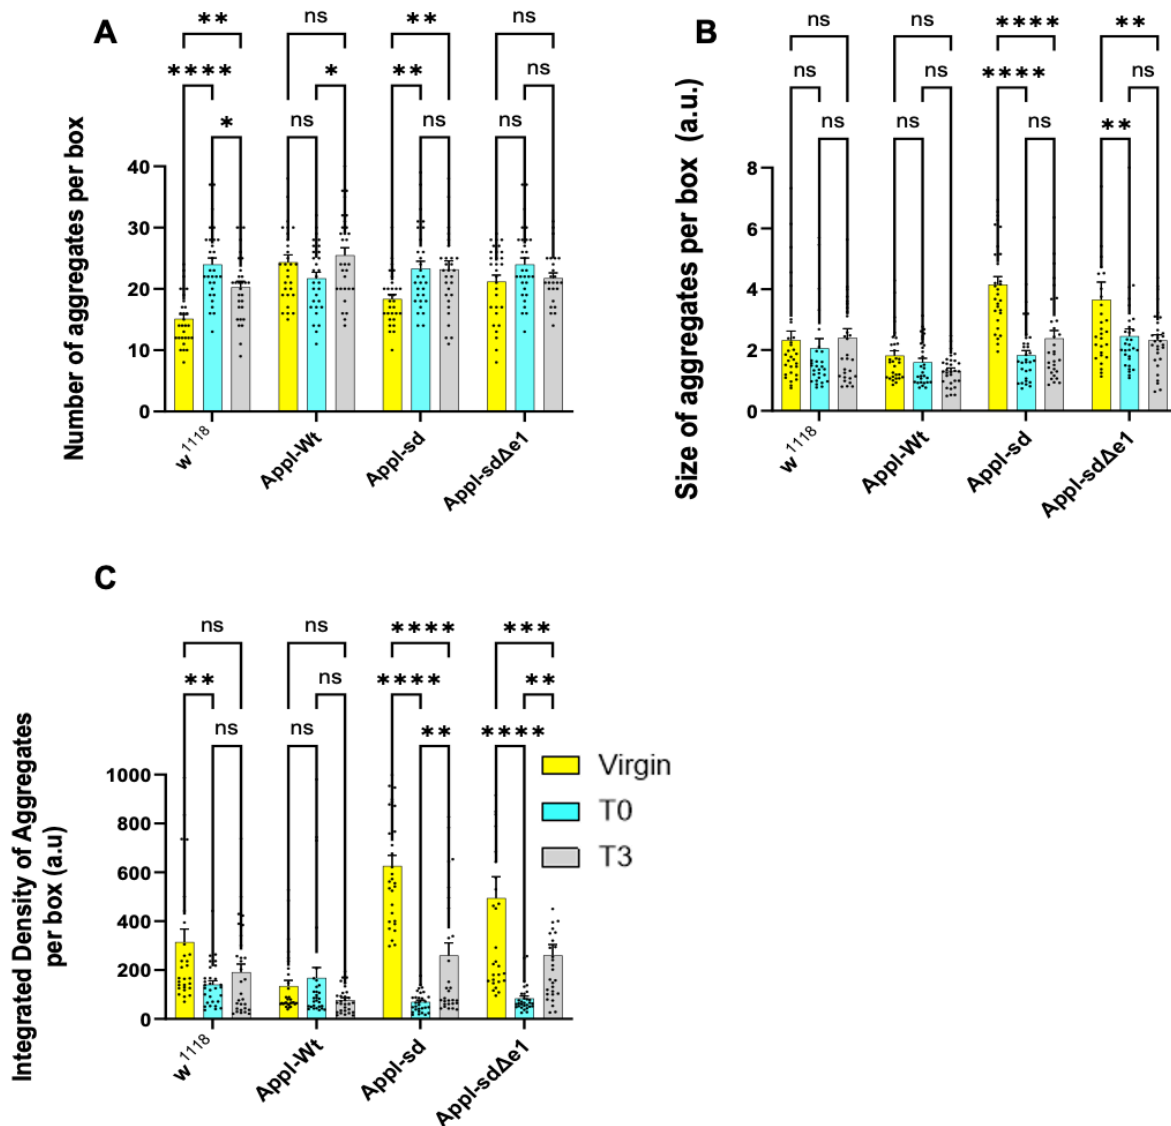 A
** ns ** ns
**** * ** ns
* ns ns ns
Number of aggregates per box
40
30
20
10
0
w 1118 Appl-Wt Appl-sd Appl-sdΔe1
B
ns ns **** **
ns ns **** ns
ns ns ns **
Size of aggregates per box (a.u.)
8
6
4
2
0
w 1118 Appl-Wt Appl-sd Appl-sdΔe1
C
ns ns **** ***
** ns **** **
ns ns ** ****
Integrated Density of Aggregates
per box (a.u)
1000
800
600
400
200
0
w 1118 Appl-Wt Appl-sd Appl-sdΔe1
Virgin
T0
T3